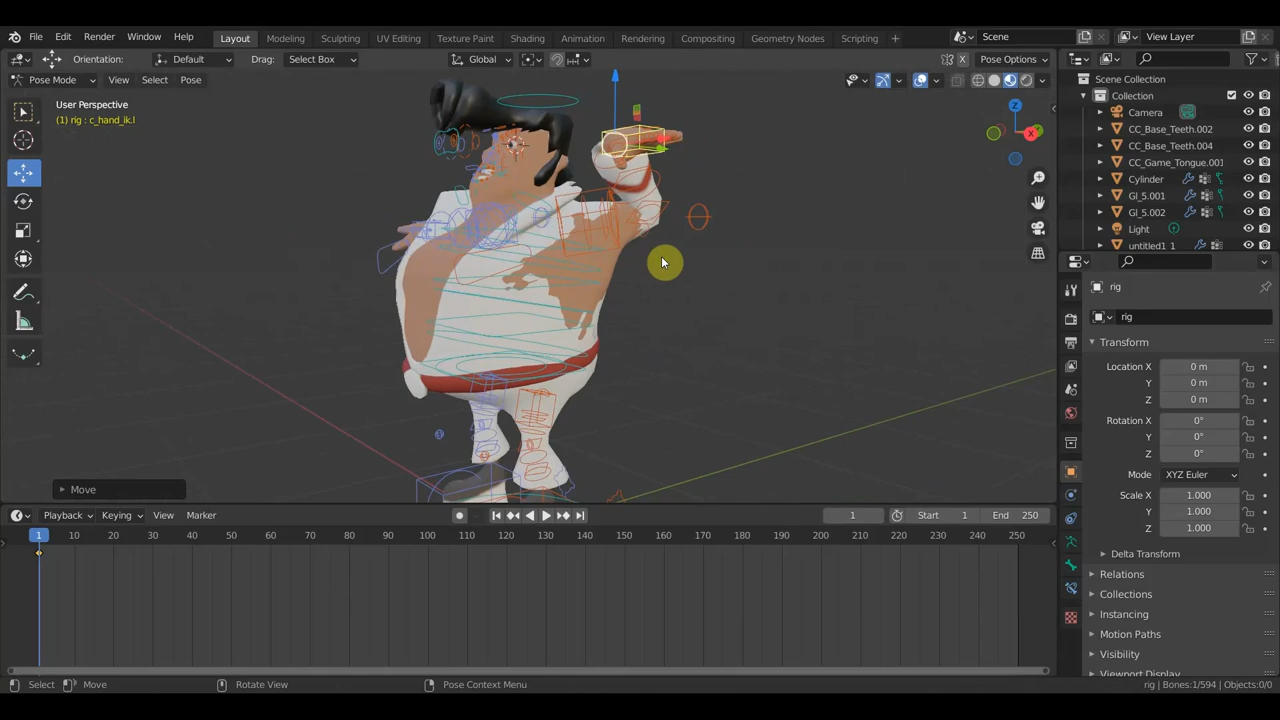 File Edit Render Window Help Layout Modeling Sculpting UV Editing Texture Paint Shading Animation Rendering Compositing Geometry Nodes Scripting + Scene View Layer
Orientation: Default Drag: Select Box Global X Pose Options
Pose Mode View Select Pose
User Perspective
(1) rig : c_hand_ik.l
Z
X
Scene Collection
Collection
Camera
CC_Base_Teeth.002
CC_Base_Teeth.004
CC_Game_Tongue.001
Cylinder
GI_5.001
GI_5.002
Light
untitled1 1
rig
rig
Transform
Location X 0 m
Y 0 m
Z 0 m
Rotation X 0°
Y 0°
Z 0°
Mode XYZ Euler
Scale X 1.000
Y 1.000
Z 1.000
Delta Transform
Relations
Collections
Instancing
Motion Paths
Visibility
Viewport Display
Move
Playback Keying View Marker 1 Start 1 End 250
1 10 20 30 40 50 60 70 80 90 100 110 120 130 140 150 160 170 180 190 200 210 220 230 240 250
Select Move Rotate View Pose Context Menu rig | Bones:1/594 | Objects:0/0